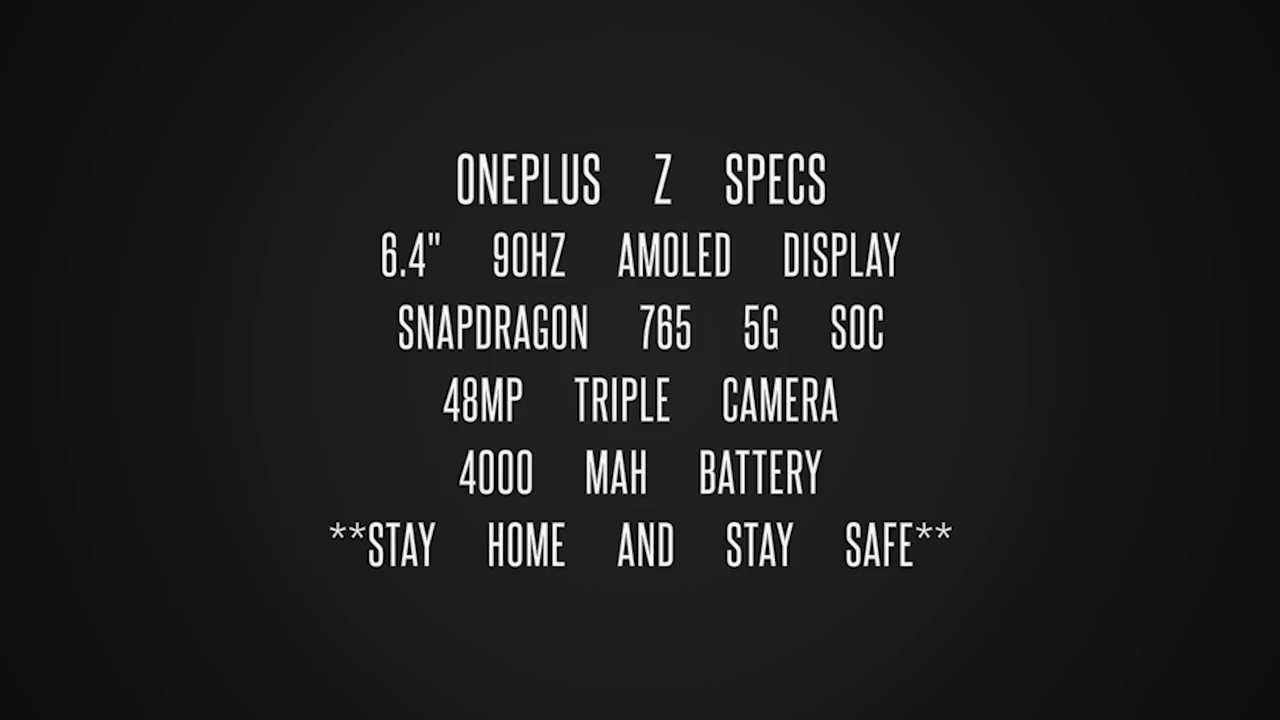 ONEPLUS Z SPECS
6.4" 90HZ AMOLED DISPLAY
SNAPDRAGON 765 5G SOC
48MP TRIPLE CAMERA
4000 MAH BATTERY
**STAY HOME AND STAY SAFE**